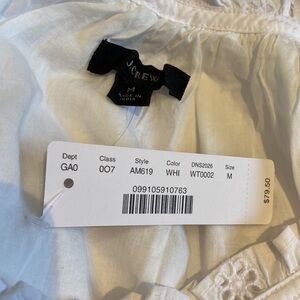 J.CREW
M
MADE IN
INDIA
Dept Class Style Color DNS2026 Size
GA0 007 AM619 WHI WT0002 M
099105910763
$79.50